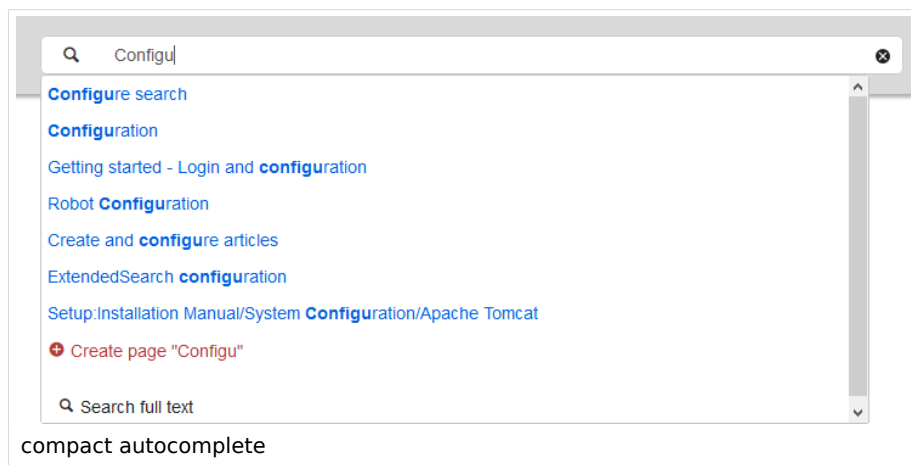 Configu
Configure search
Configuration
Getting started - Login and configuration
Robot Configuration
Create and configure articles
ExtendedSearch configuration
Setup:Installation Manual/System Configuration/Apache Tomcat
Create page "Configu"
Search full text
compact autocomplete